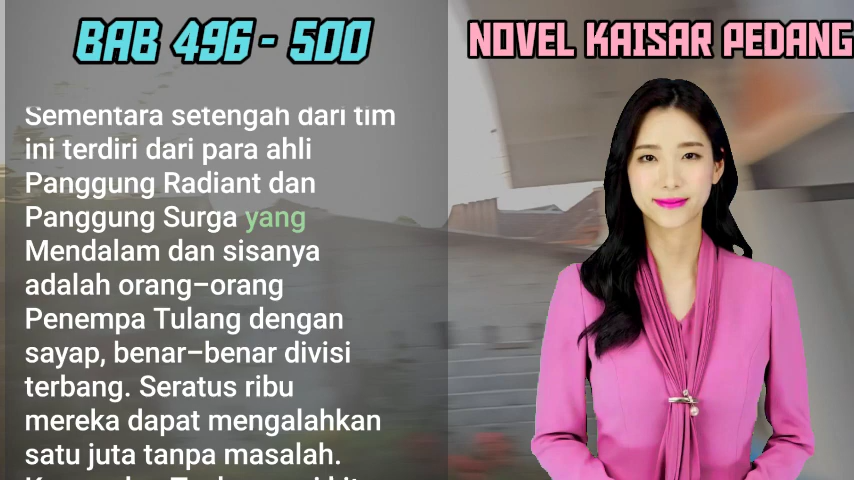 BAB 496 - 500
NOVEL KAISAR PEDANG
Sementara setengah dari tim
ini terdiri dari para ahli
Panggung Radiant dan
Panggung Surga yang
Mendalam dan sisanya
adalah orang-orang
Penempa Tulang dengan
sayap, benar-benar divisi
terbang. Seratus ribu
mereka dapat mengalahkan
satu juta tanpa masalah.